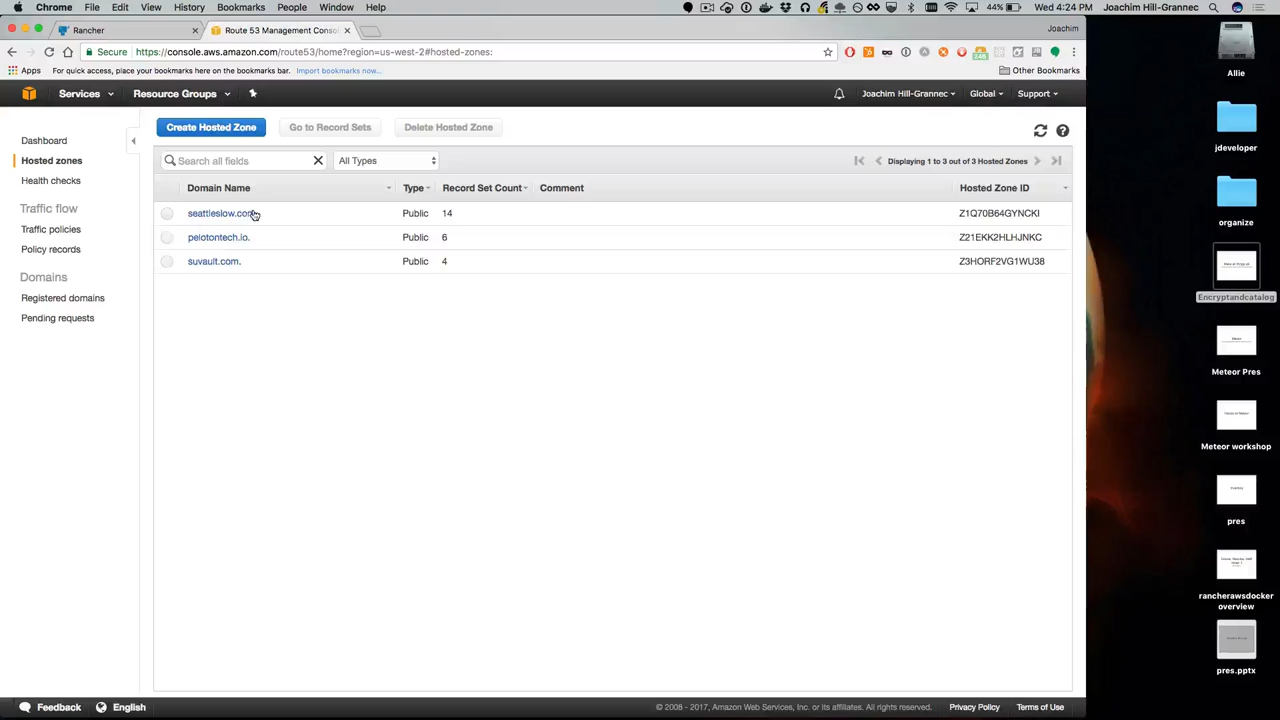 Chrome File Edit View History Bookmarks People Window Help 44% Wed 4:24 PM Joachim Hill-Grannec
Rancher Route 53 Management Conso Joachim
Secure https://console.aws.amazon.com/route53/home?region=us-west-2#hosted-zones:
Apps For quick access, place your bookmarks here on the bookmarks bar. Import bookmarks now... Other Bookmarks
Services Resource Groups Joachim Hill-Grannec Global Support
Dashboard
Hosted zones
Health checks
Traffic flow
Traffic policies
Policy records
Domains
Registered domains
Pending requests
Create Hosted Zone Go to Record Sets Delete Hosted Zone
Search all fields All Types Displaying 1 to 3 out of 3 Hosted Zones
Domain Name Type Record Set Count Comment Hosted Zone ID
seattleslow.com. Public 14 Z1Q70B64GYNCKI
pelotontech.io. Public 6 Z21EKK2HLHJNKC
suvault.com. Public 4 Z3HORF2VG1WU38
Allie
jdeveloper
organize
Encryptandcatalog
Meteor Pres
Meteor workshop
pres
rancherawsdocker
overview
pres.pptx
Feedback English © 2008 - 2017, Amazon Web Services, Inc. or its affiliates. All rights reserved. Privacy Policy Terms of Use